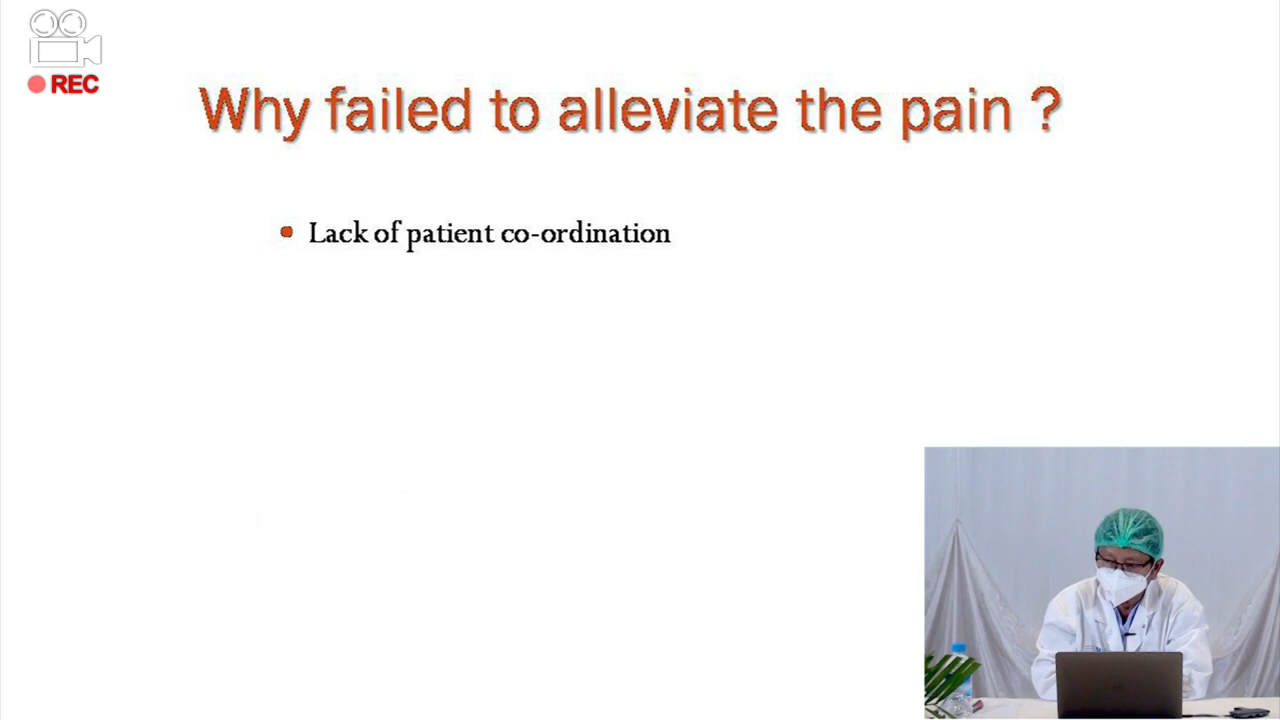 REC
Why failed to alleviate the pain ?
Lack of patient co-ordination